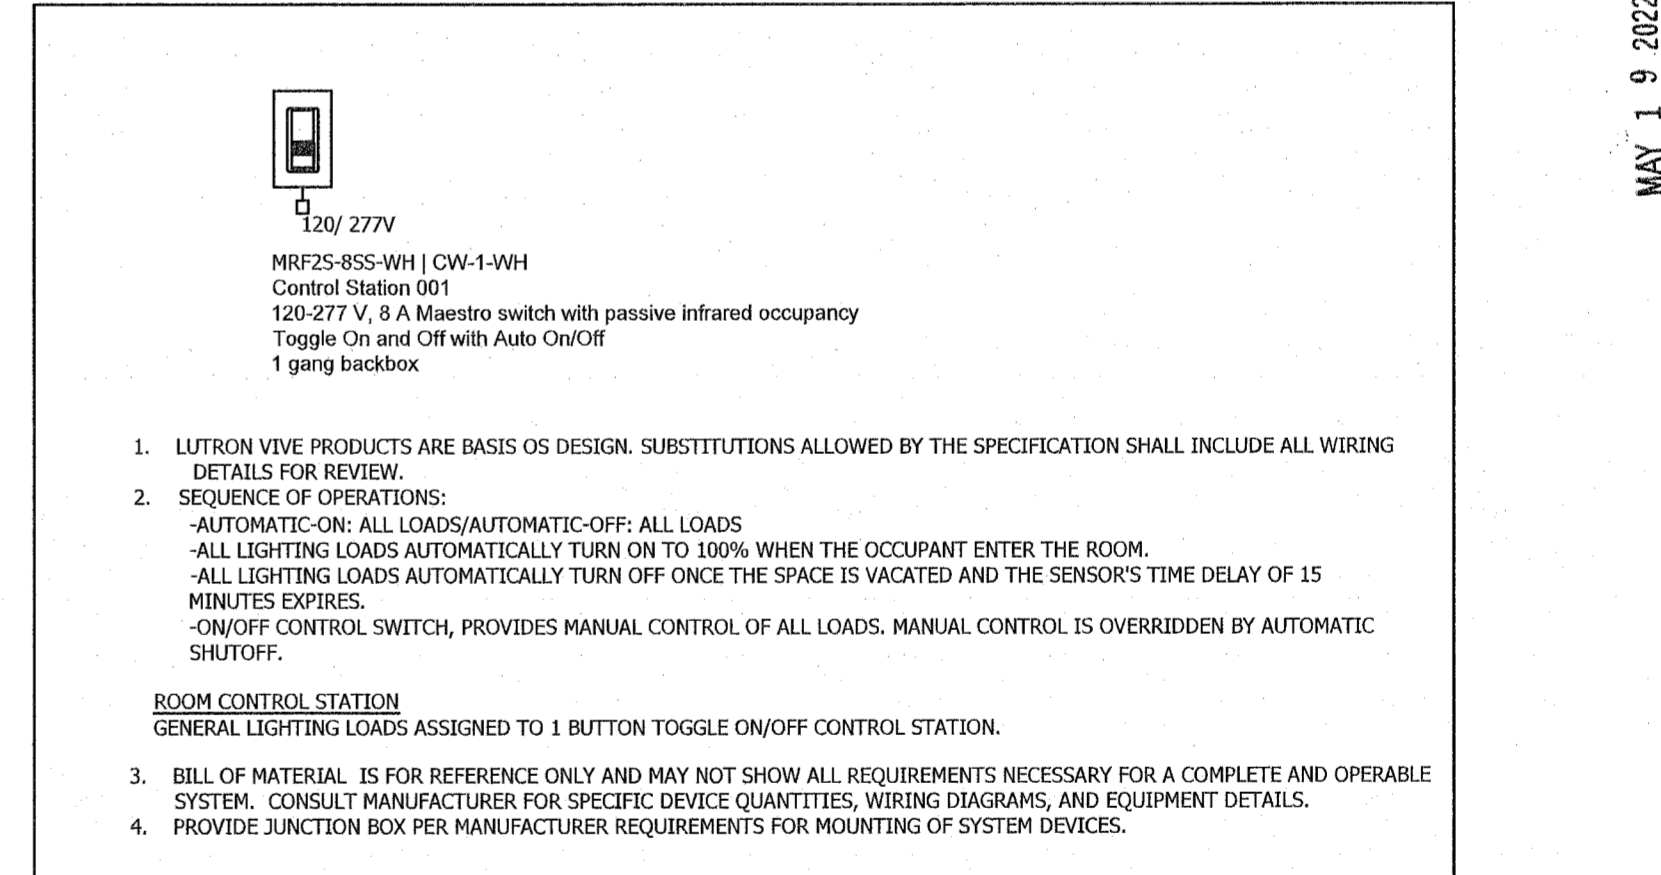 MAY 1 9 2022
120/ 277V
MRF2S-8SS-WH | CW-1-WH
Control Station 001
120-277 V, 8 A Maestro switch with passive infrared occupancy
Toggle On and Off with Auto On/Off
1 gang backbox
1. LUTRON VIVE PRODUCTS ARE BASIS OS DESIGN. SUBSTITUTIONS ALLOWED BY THE SPECIFICATION SHALL INCLUDE ALL WIRING
DETAILS FOR REVIEW.
2. SEQUENCE OF OPERATIONS:
-AUTOMATIC-ON: ALL LOADS/AUTOMATIC-OFF: ALL LOADS
-ALL LIGHTING LOADS AUTOMATICALLY TURN ON TO 100% WHEN THE OCCUPANT ENTER THE ROOM.
-ALL LIGHTING LOADS AUTOMATICALLY TURN OFF ONCE THE SPACE IS VACATED AND THE SENSOR'S TIME DELAY OF 15
MINUTES EXPIRES.
-ON/OFF CONTROL SWITCH, PROVIDES MANUAL CONTROL OF ALL LOADS. MANUAL CONTROL IS OVERRIDDEN BY AUTOMATIC
SHUTOFF.
ROOM CONTROL STATION
GENERAL LIGHTING LOADS ASSIGNED TO 1 BUTTON TOGGLE ON/OFF CONTROL STATION.
3. BILL OF MATERIAL IS FOR REFERENCE ONLY AND MAY NOT SHOW ALL REQUIREMENTS NECESSARY FOR A COMPLETE AND OPERABLE
SYSTEM. CONSULT MANUFACTURER FOR SPECIFIC DEVICE QUANTITIES, WIRING DIAGRAMS, AND EQUIPMENT DETAILS.
4. PROVIDE JUNCTION BOX PER MANUFACTURER REQUIREMENTS FOR MOUNTING OF SYSTEM DEVICES.